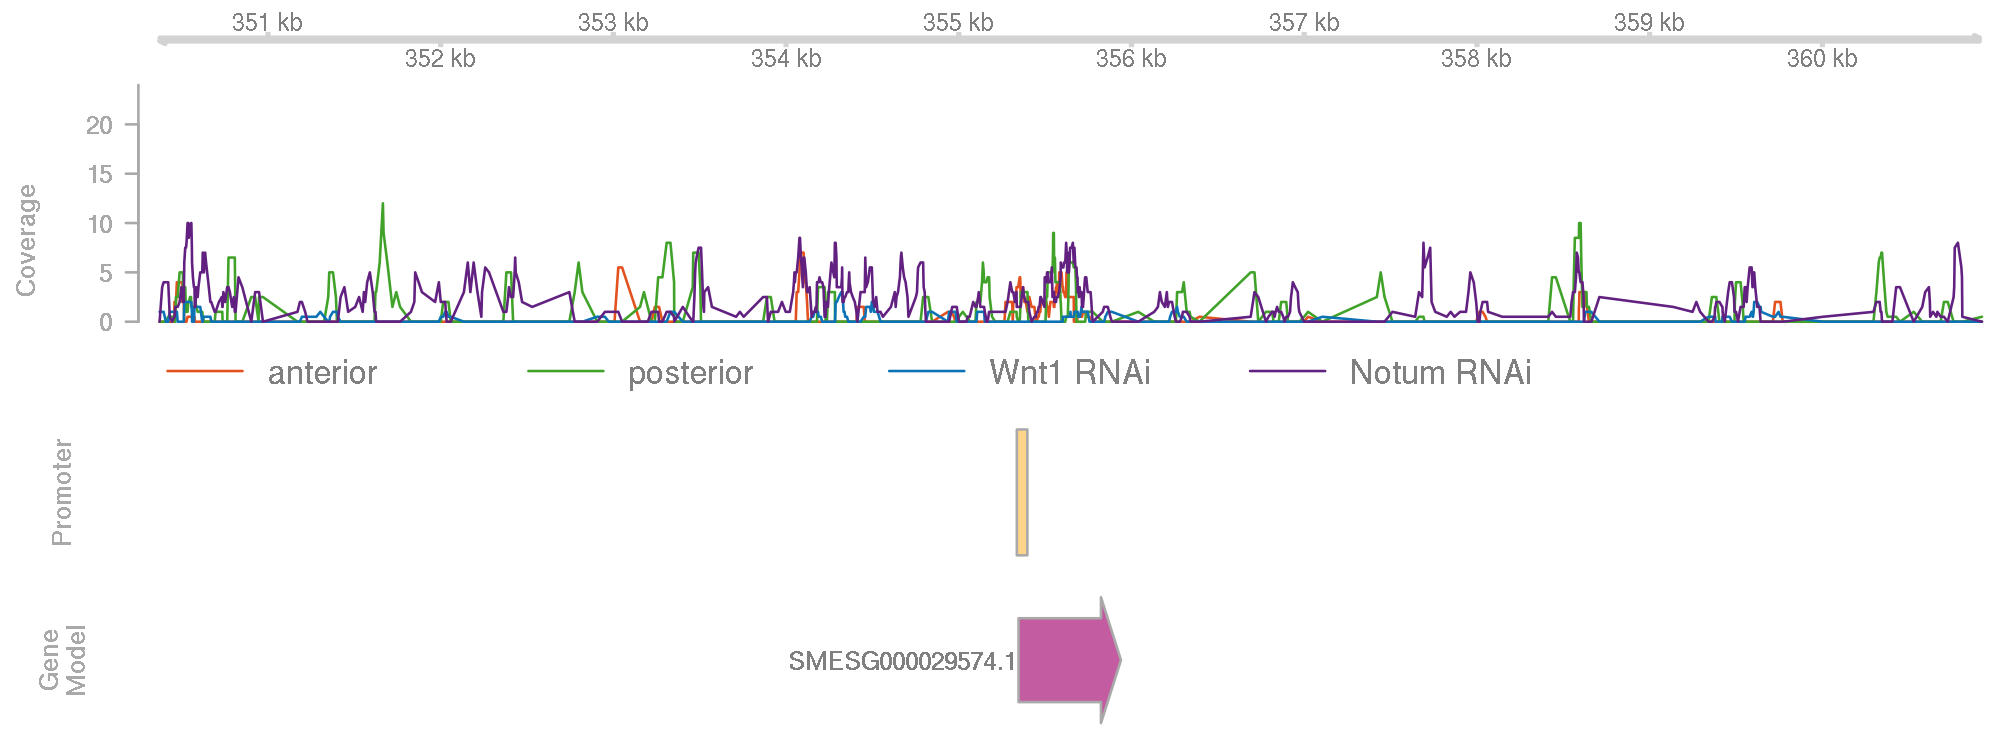 351 kb 353 kb 355 kb 357 kb 359 kb
352 kb 354 kb 356 kb 358 kb 360 kb
Coverage
20
15
10
5
0
anterior posterior Wnt1 RNAi Notum RNAi
Promoter
Gene
Model
SMESG000029574.1